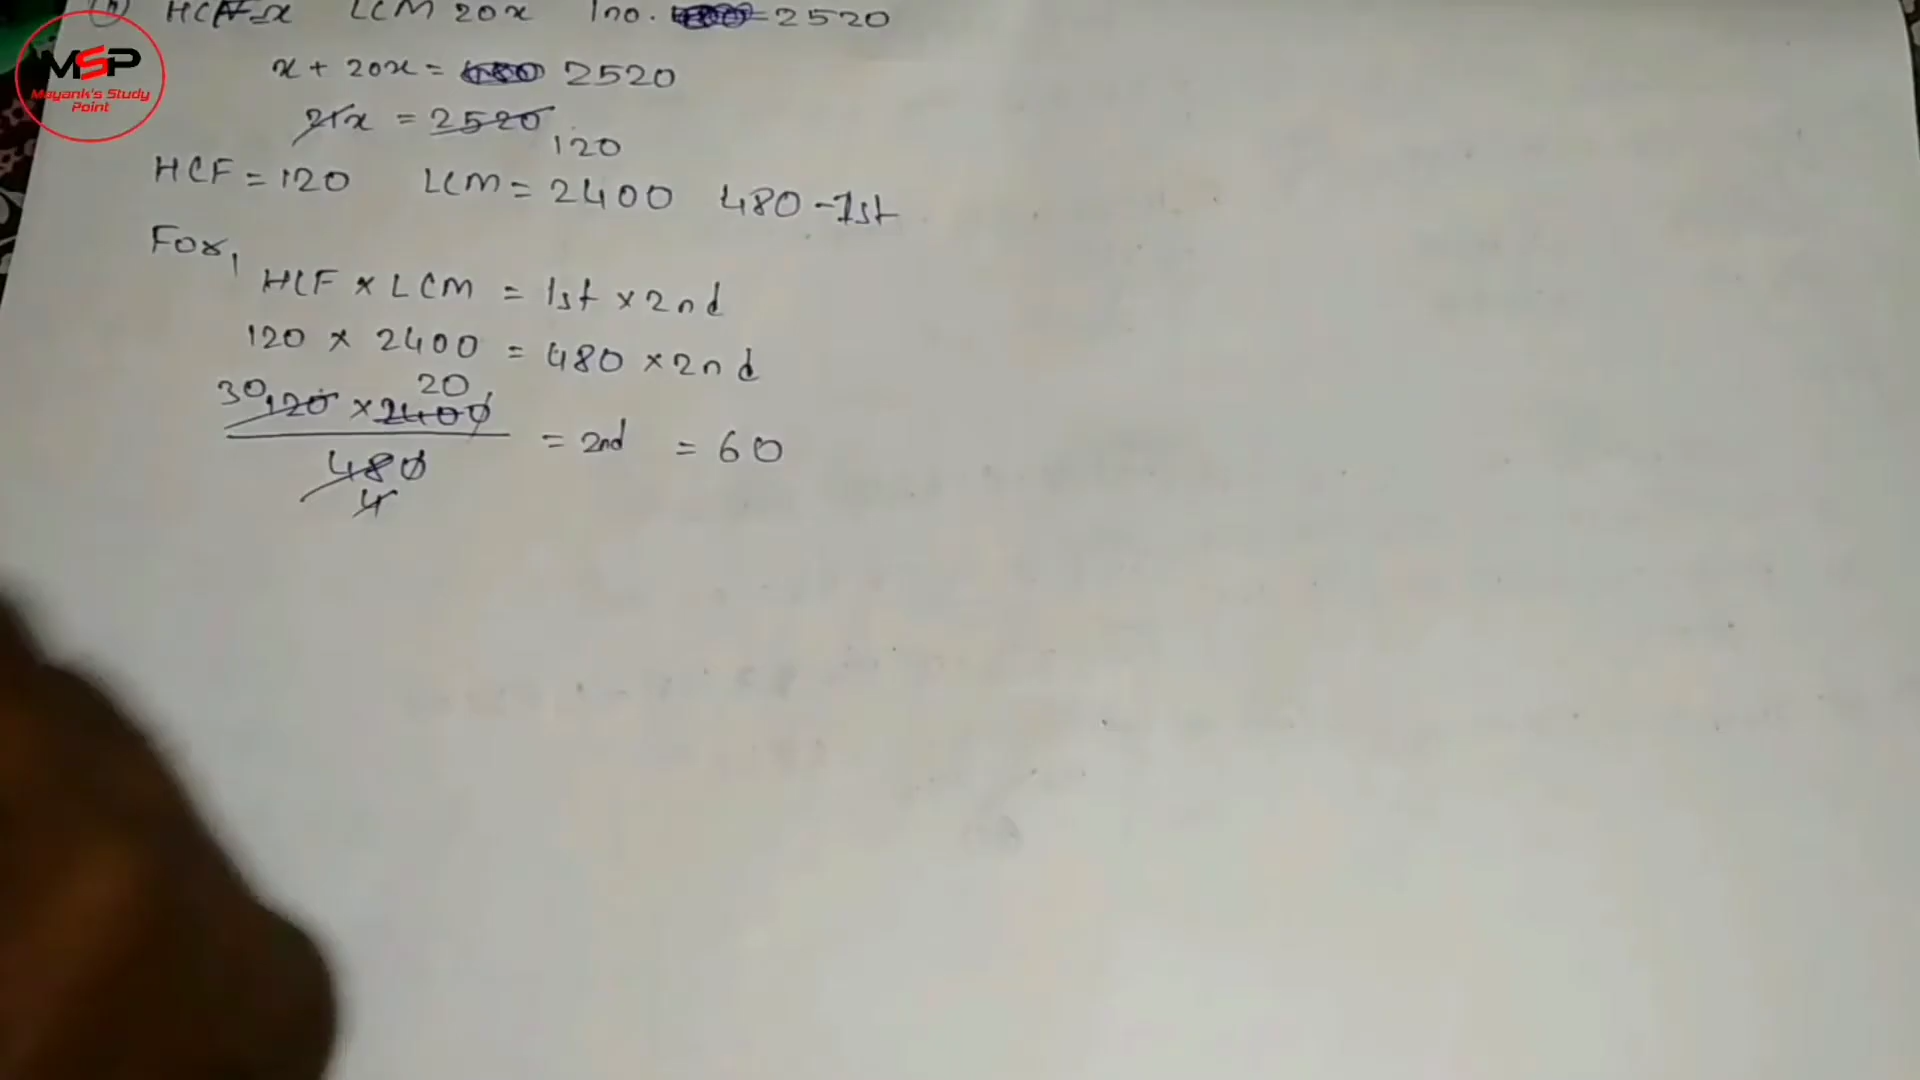 HCF=x LCM 20x 1no. =2520
MSP
Mayank's Study
Point
x + 20x = 2520
21x = 2520
120
HCF = 120 LCM = 2400 480-1st
For,
HCF × LCM = 1st × 2nd
120 × 2400 = 480 × 2nd
30 20
120 × 2400
= 2nd = 60
480
4